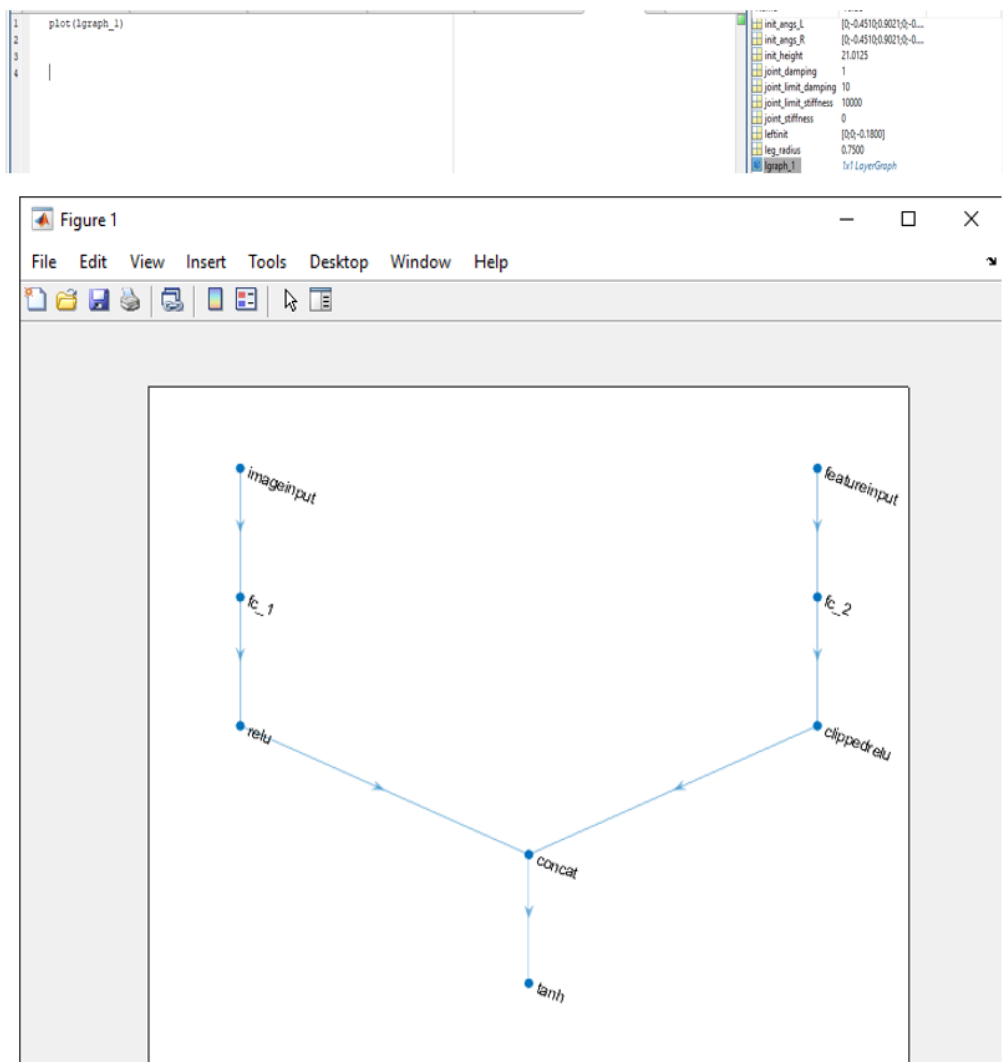 1 plot(lgraph_1)
2
3
4
init_angs_L [0;-0.4510;0.9021;0;-0....
init_angs_R [0;-0.4510;0.9021;0;-0....
init_height 21.0125
joint_damping 1
joint_limit_damping 10
joint_limit_stiffness 10000
joint_stiffness 0
leftinit [0;0;-0.1800]
leg_radius 0.7500
lgraph_1 1x1 LayerGraph
Figure 1
File Edit View Insert Tools Desktop Window Help
imageinput
featureinput
fc_1
fc_2
relu
clippedrelu
concat
tanh